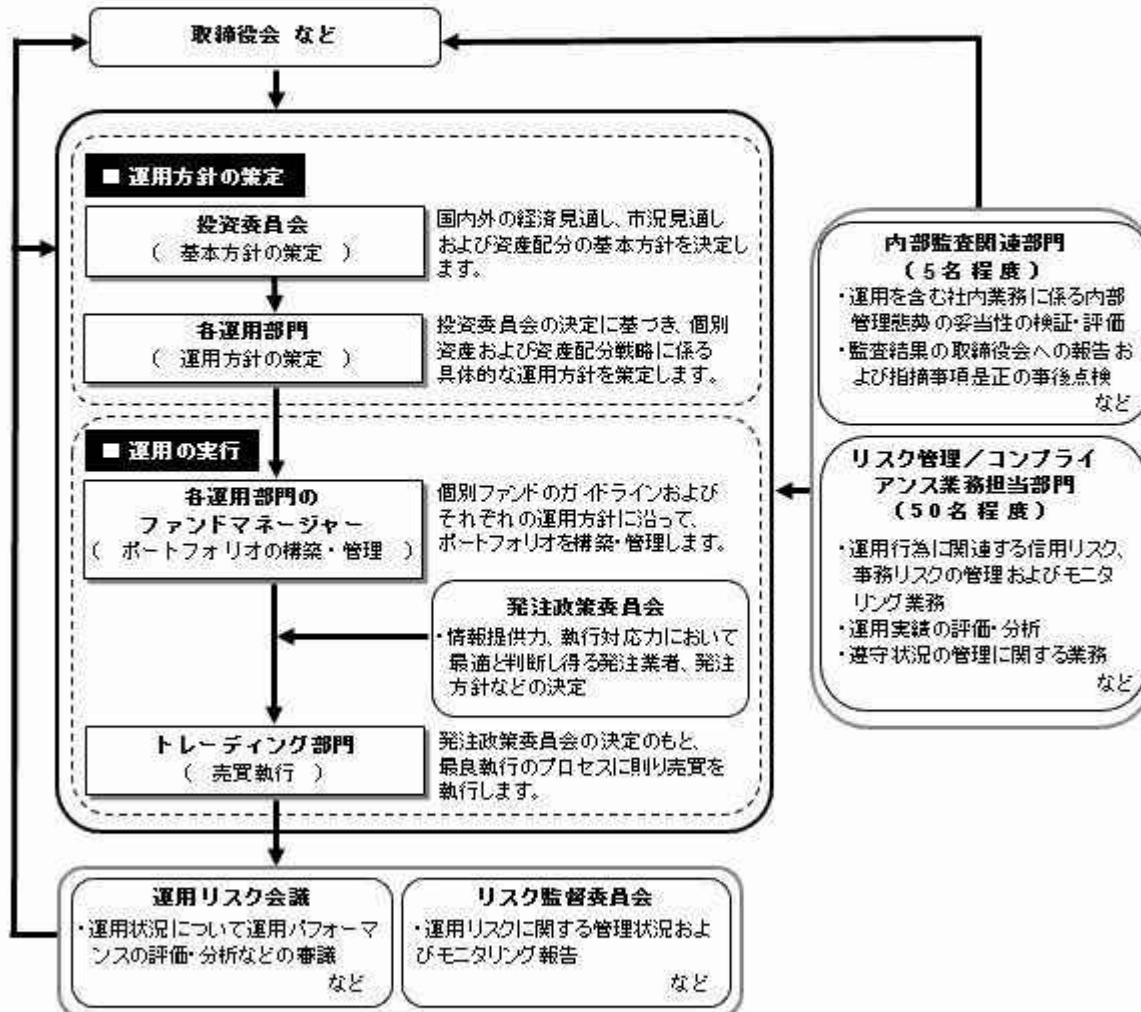 取締役会 など
■ 運用方針の策定
投資委員会
( 基本方針の策定 )
国内外の経済見通し、市況見通し
および資産配分の基本方針を決定し
ます。
各運用部門
( 運用方針の策定 )
投資委員会の決定に基づき、個別
資産および資産配分戦略に係る
具体的な運用方針を策定します。
■ 運用の実行
各運用部門の
ファンドマネージャー
( ポートフォリオの構築・管理 )
個別ファンドのガイドラインおよび
それぞれの運用方針に沿って、
ポートフォリオを構築・管理します。
発注政策委員会
・情報提供力、執行対応力において
最適と判断し得る発注業者、発注
方針などの決定
トレーディング部門
( 売買執行 )
発注政策委員会の決定のもと、
最良執行のプロセスに則り売買を
執行します。
内部監査関連部門
(5名程度)
・運用を含む社内業務に係る内部
管理態勢の妥当性の検証・評価
・監査結果の取締役会への報告お
よび指摘事項是正の事後点検
など
リスク管理/コンプライ
アンス業務担当部門
(50名程度)
・運用行為に関連する信用リスク、
事務リスクの管理およびモニタ
リング業務
・運用実績の評価・分析
・遵守状況の管理に関する業務
など
運用リスク会議
・運用状況について運用パフォーマ
ンスの評価・分析などの審議
など
リスク監督委員会
・運用リスクに関する管理状況およ
びモニタリング報告
など